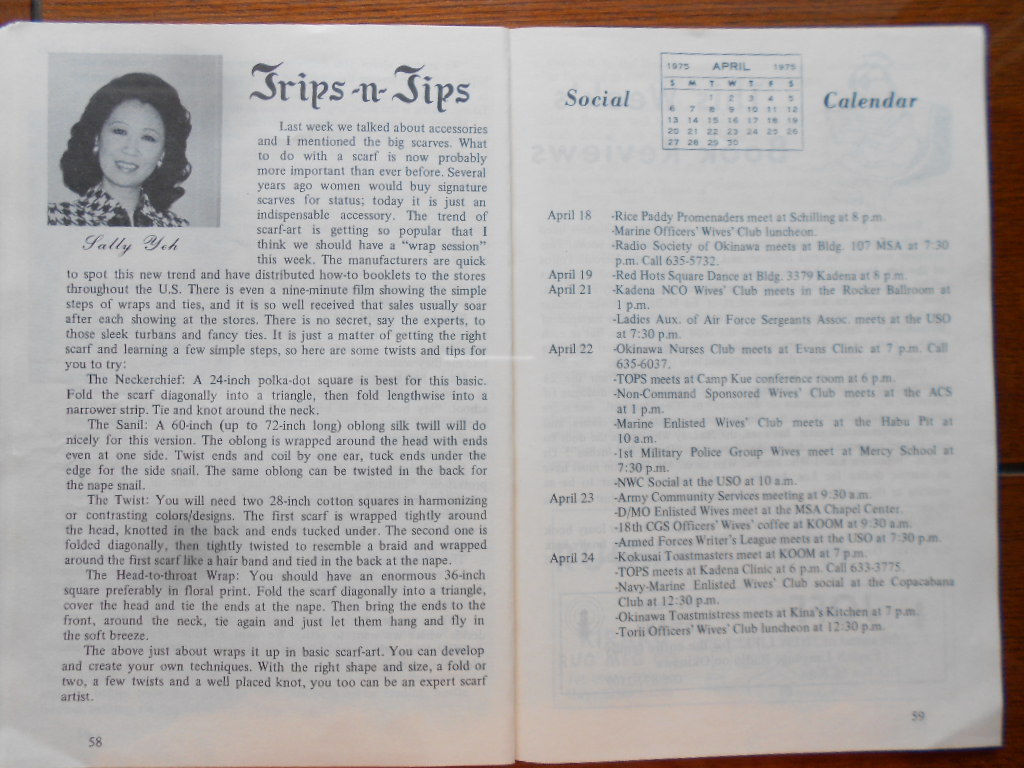 Trips -n- Tips
Last week we talked about accessories
and I mentioned the big scarves. What
to do with a scarf is now probably
more important than ever before. Several
years ago women would buy signature
scarves for status; today it is just an
indispensable accessory. The trend of
scarf-art is getting so popular that I
think we should have a "wrap session"
this week. The manufacturers are quick
Sally Yoh
to spot this new trend and have distributed how-to booklets to the stores
throughout the U.S. There is even a nine-minute film showing the simple
steps of wraps and ties, and it is so well received that sales usually soar
after each showing at the stores. There is no secret, say the experts, to
those sleek turbans and fancy ties. It is just a matter of getting the right
scarf and learning a few simple steps, so here are some twists and tips for
you to try:
The Neckerchief: A 24-inch polka-dot square is best for this basic.
Fold the scarf diagonally into a triangle, then fold lengthwise into a
narrower strip. Tie and knot around the neck.
The Sanil: A 60-inch (up to 72-inch long) oblong silk twill will do
nicely for this version. The oblong is wrapped around the head with ends
even at one side. Twist ends and coil by one ear, tuck ends under the
edge for the side snail. The same oblong can be twisted in the back for
the nape snail.
The Twist: You will need two 28-inch cotton squares in harmonizing
or contrasting colors/designs. The first scarf is wrapped tightly around
the head, knotted in the back and ends tucked under. The second one is
folded diagonally, then tightly twisted to resemble a braid and wrapped
around the first scarf like a hair band and tied in the back at the nape.
The Head-to-throat Wrap: You should have an enormous 36-inch
square preferably in floral print. Fold the scarf diagonally into a triangle,
cover the head and tie the ends at the nape. Then bring the ends to the
front, around the neck, tie again and just let them hang and fly in
the soft breeze.
The above just about wraps it up in basic scarf-art. You can develop
and create your own techniques. With the right shape and size, a fold or
two, a few twists and a well placed knot, you too can be an expert scarf
artist.
58
Social Calendar
1975 APRIL 1975
S M T W T F S
1 2 3 4 5
6 7 8 9 10 11 12
13 14 15 16 17 18 19
20 21 22 23 24 25 26
27 28 29 30
April 18 -Rice Paddy Promenaders meet at Schilling at 8 p.m.
-Marine Officers' Wives' Club luncheon.
-Radio Society of Okinawa meets at Bldg. 107 MSA at 7:30
p.m. Call 635-5732.
April 19 -Red Hots Square Dance at Bldg. 3379 Kadena at 8 p.m.
April 21 -Kadena NCO Wives' Club meets in the Rocker Ballroom at
1 p.m.
-Ladies Aux. of Air Force Sergeants Assoc. meets at the USO
at 7:30 p.m.
April 22 -Okinawa Nurses Club meets at Evans Clinic at 7 p.m. Call
635-6037.
-TOPS meets at Camp Kue conference room at 6 p.m.
-Non-Command Sponsored Wives' Club meets at the ACS
at 1 p.m.
-Marine Enlisted Wives' Club meets at the Habu Pit at
10 a.m.
-1st Military Police Group Wives meet at Mercy School at
7:30 p.m.
-NWC Social at the USO at 10 a.m.
April 23 -Army Community Services meeting at 9:30 a.m.
-D/MO Enlisted Wives meet at the MSA Chapel Center.
-18th CGS Officers' Wives' coffee at KOOM at 9:30 a.m.
-Armed Forces Writer's League meets at the USO at 7:30 p.m.
April 24 -Kokusai Toastmasters meet at KOOM at 7 p.m.
-TOPS meets at Kadena Clinic at 6 p.m. Call 633-3775.
-Navy-Marine Enlisted Wives' Club social at the Copacabana
Club at 12:30 p.m.
-Okinawa Toastmistress meets at Kina's Kitchen at 7 p.m.
-Torii Officers' Wives' Club luncheon at 12:30 p.m.
59